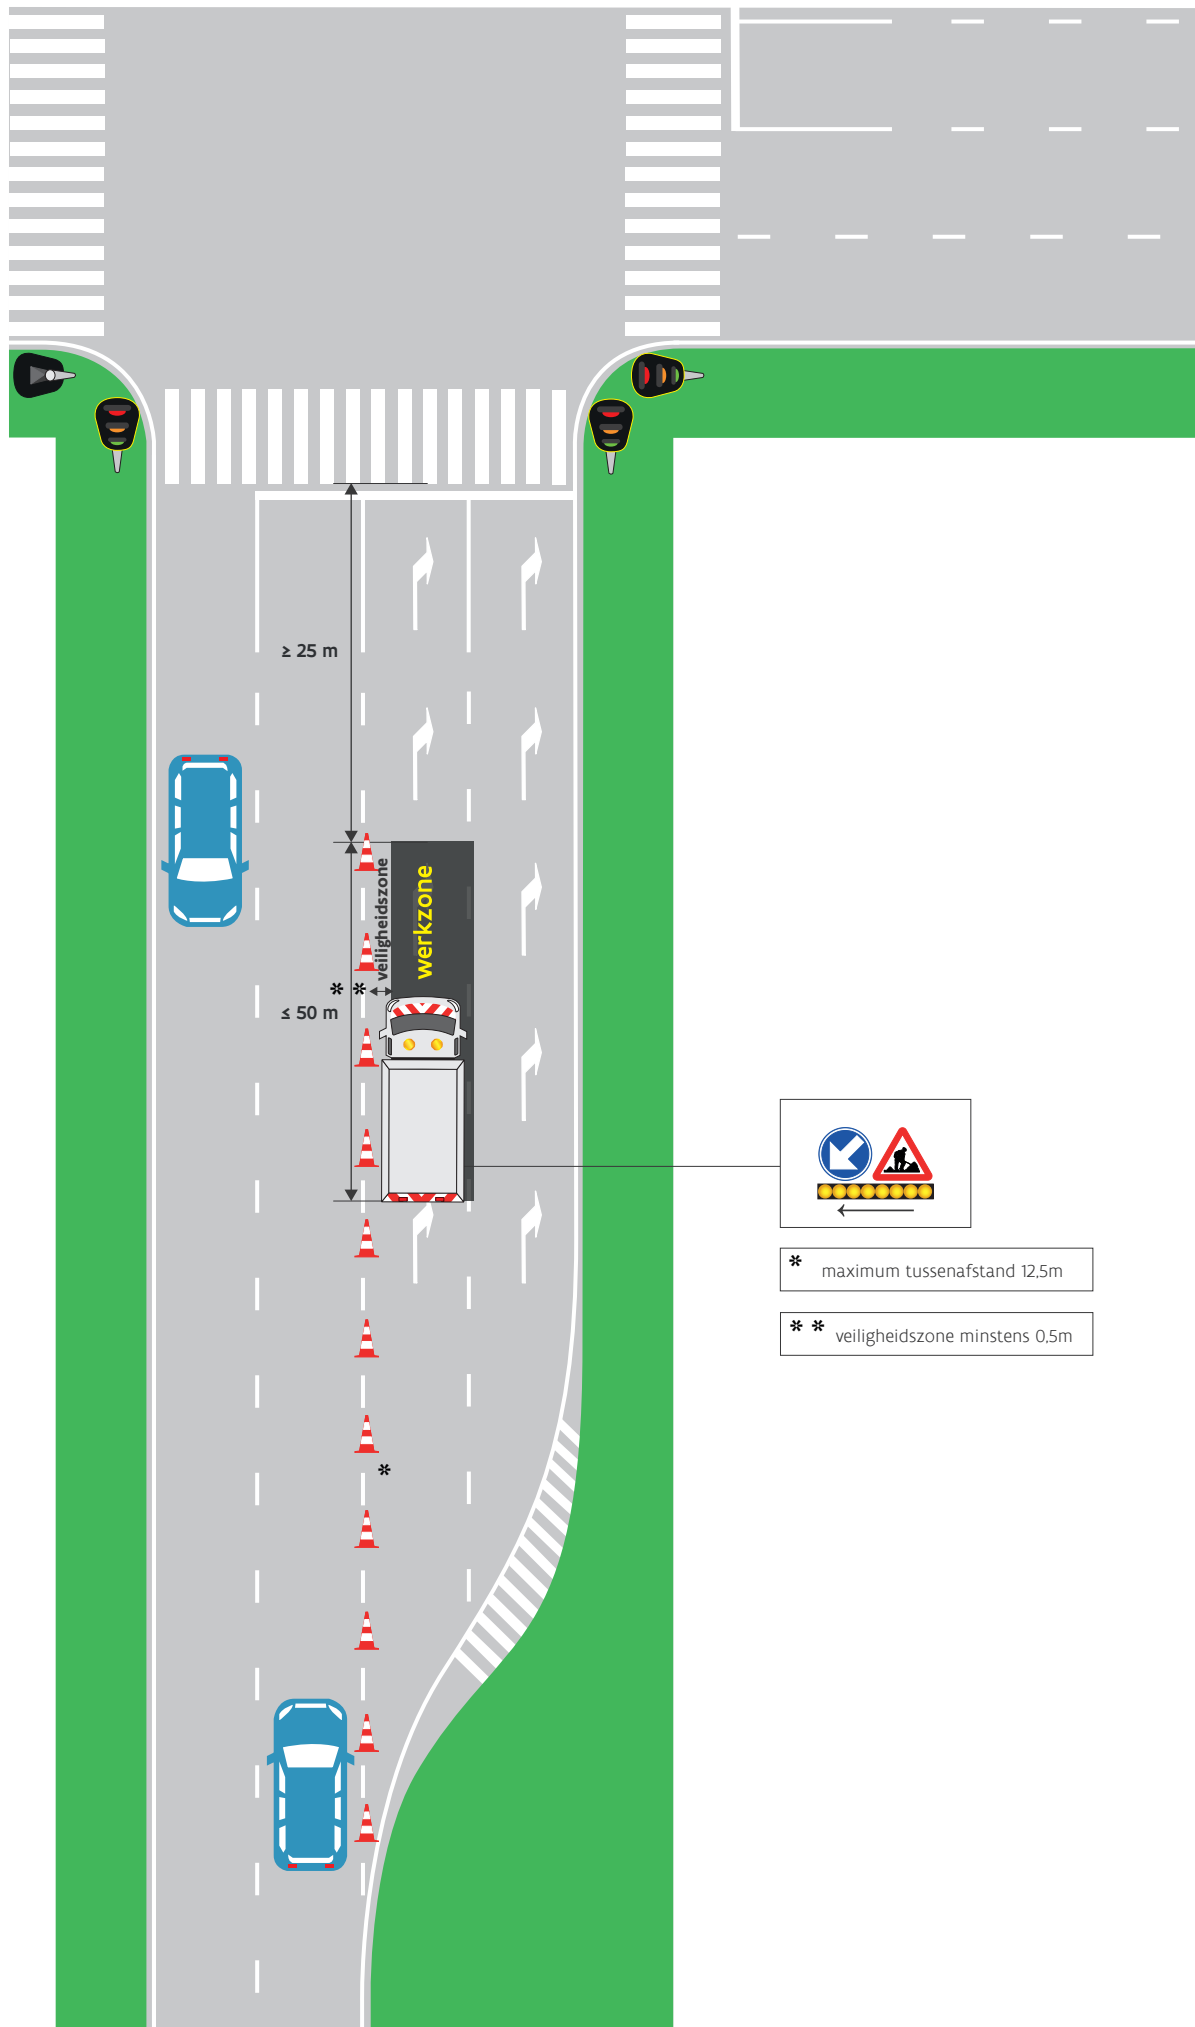 ≥ 25 m
veiligheidszone
werkzone
* *
≤ 50 m
* maximum tussenafstand 12,5m
* * veiligheidszone minstens 0,5m
*